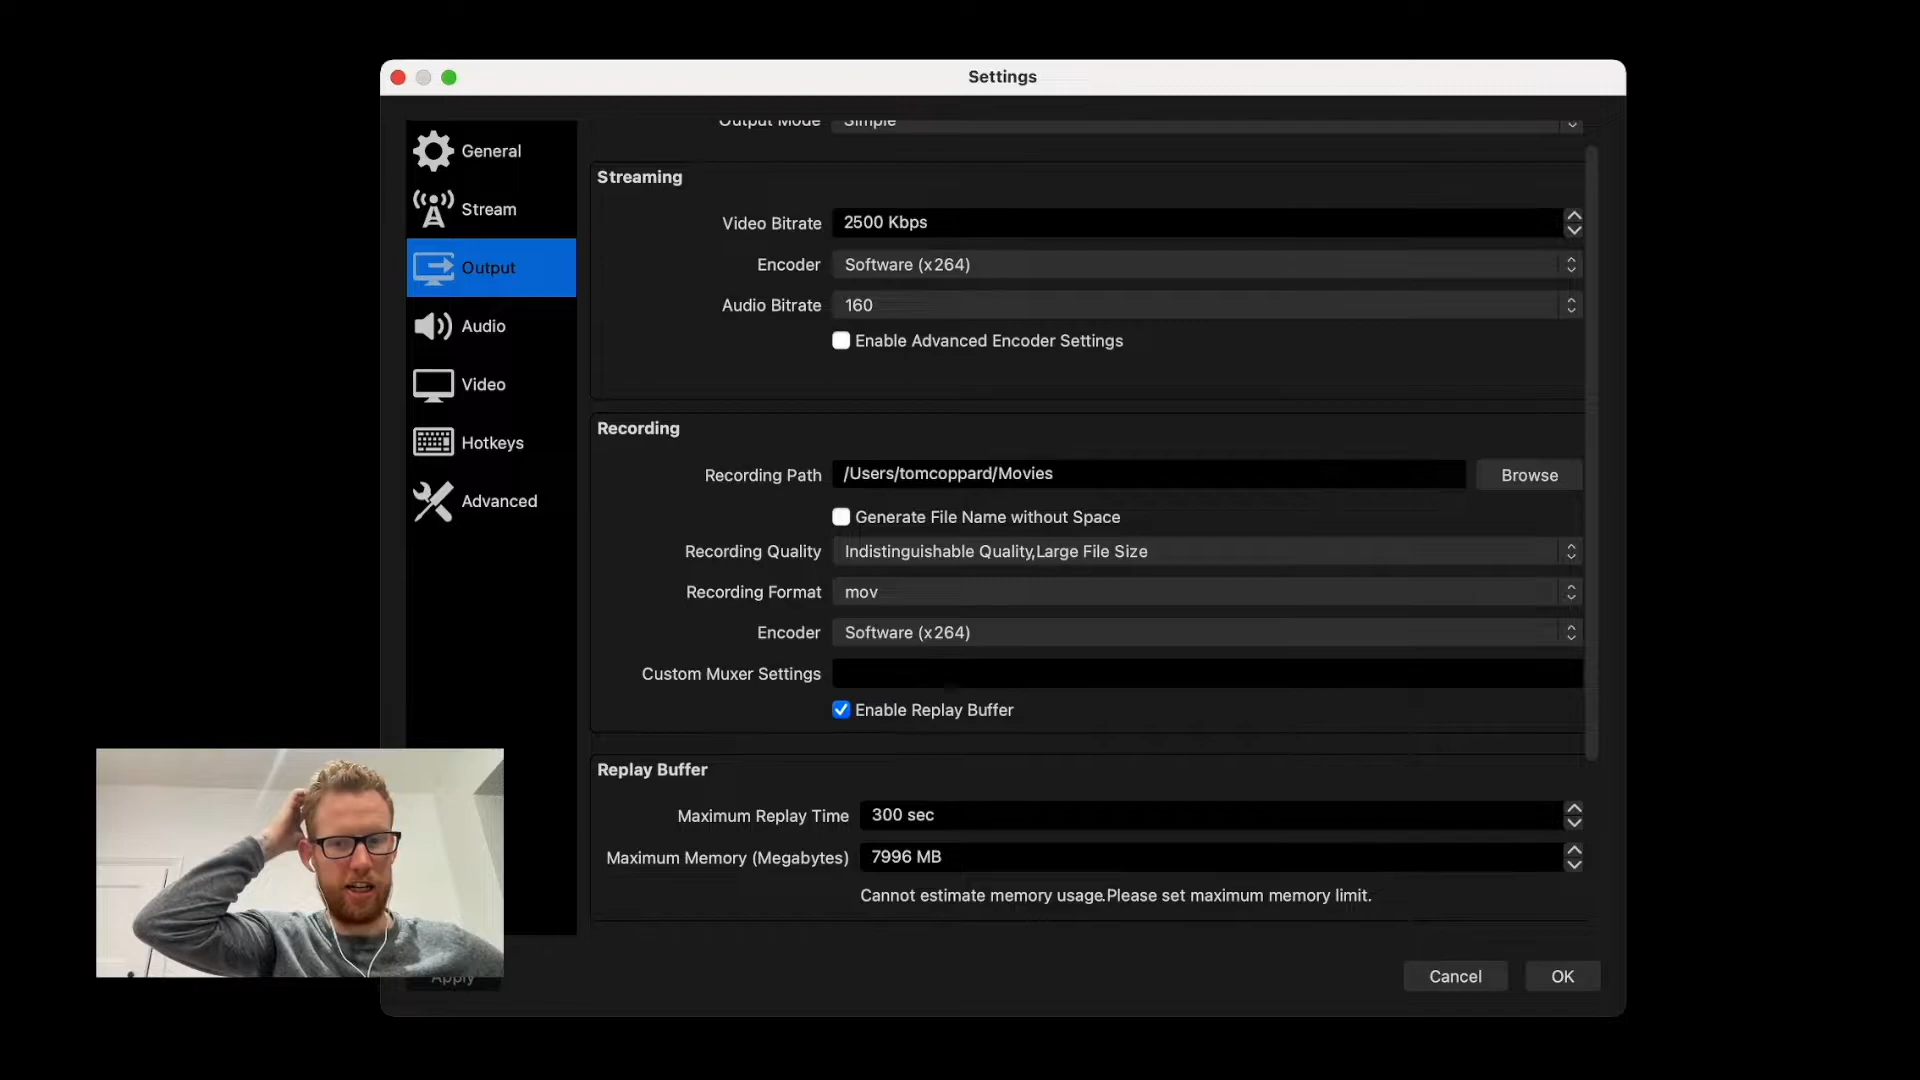 Settings
General
Stream
Output
Audio
Video
Hotkeys
Advanced
Output Mode Simple
Streaming
Video Bitrate 2500 Kbps
Encoder Software (x264)
Audio Bitrate 160
Enable Advanced Encoder Settings
Recording
Recording Path /Users/tomcoppard/Movies Browse
Generate File Name without Space
Recording Quality Indistinguishable Quality,Large File Size
Recording Format mov
Encoder Software (x264)
Custom Muxer Settings
Enable Replay Buffer
Replay Buffer
Maximum Replay Time 300 sec
Maximum Memory (Megabytes) 7996 MB
Cannot estimate memory usage.Please set maximum memory limit.
Apply
Cancel OK